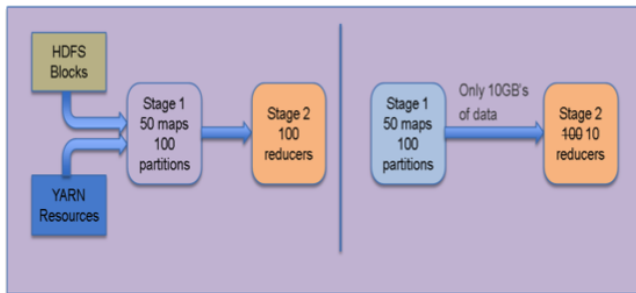 HDFS
Blocks
YARN
Resources
Stage 1
50 maps
100
partitions
Stage 2
100
reducers
Stage 1
50 maps
100
partitions
Only 10GB's
of data
Stage 2
100 10
reducers